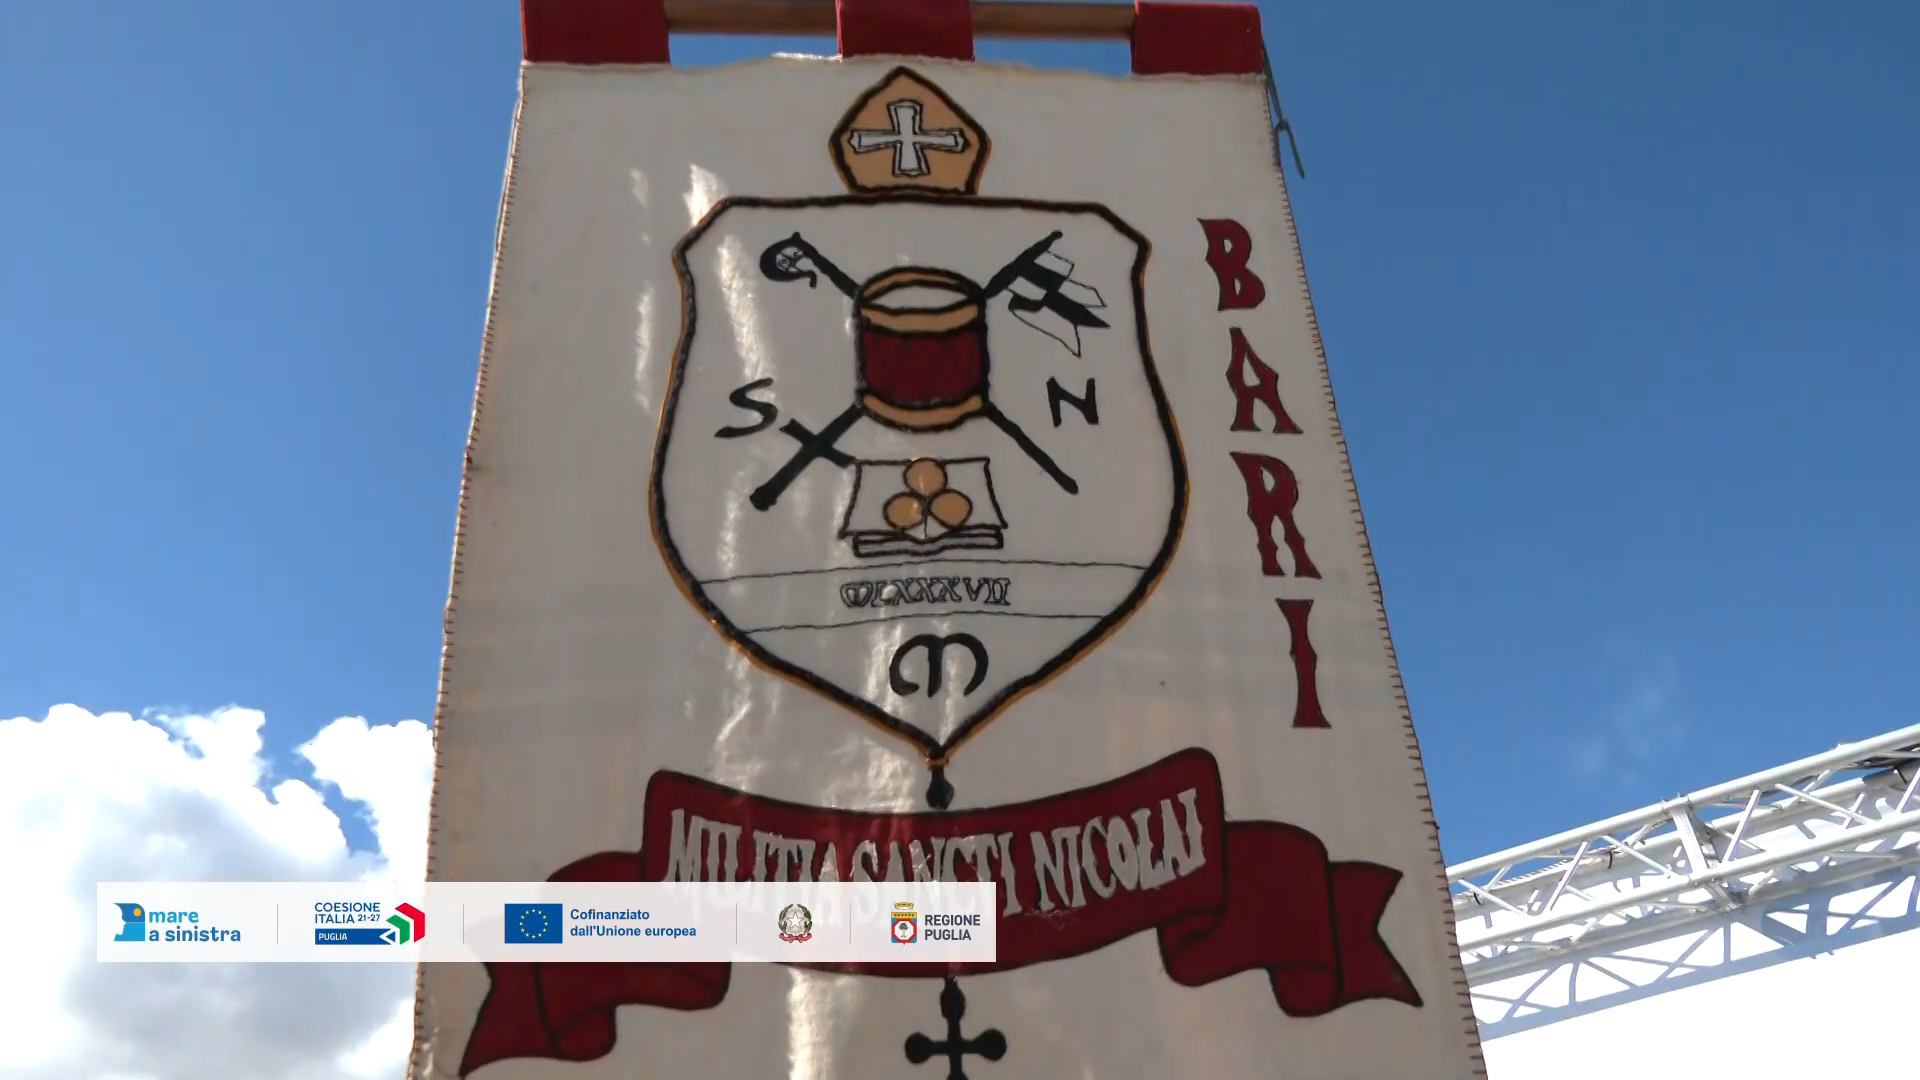 BARI
S
N
MLXXXVII
M
MILITIA SANCTI NICOLAI
mare
a sinistra
COESIONE
ITALIA 21-27
PUGLIA
Cofinanziato
dall'Unione europea
REGIONE
PUGLIA